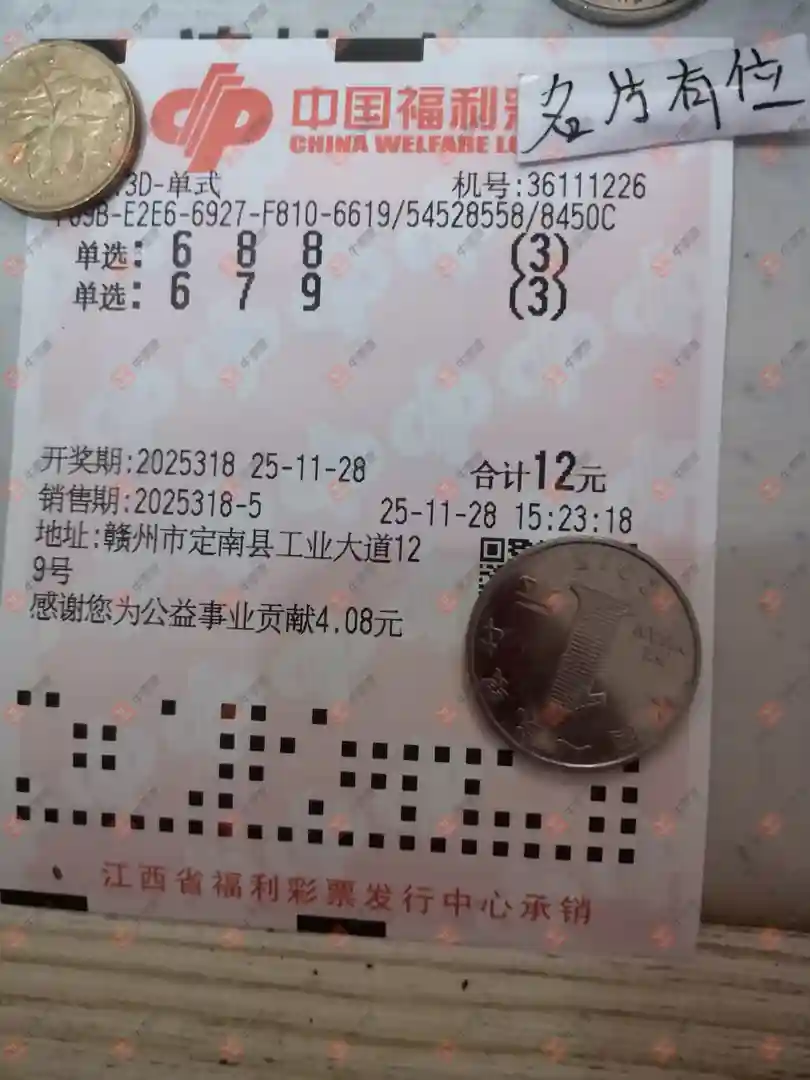 中国福利彩
CHINA WELFARE LO
名片有位
3D-单式 机号:36111226
F69B-E2E6-6927-F810-6619/54528558/8450C
单选: 6 8 8 (3)
单选: 6 7 9 (3)
开奖期:2025318 25-11-28 合计12元
销售期:2025318-5 25-11-28 15:23:18
地址:赣州市定南县工业大道12
9号
感谢您为公益事业贡献4.08元
江西省福利彩票发行中心承销